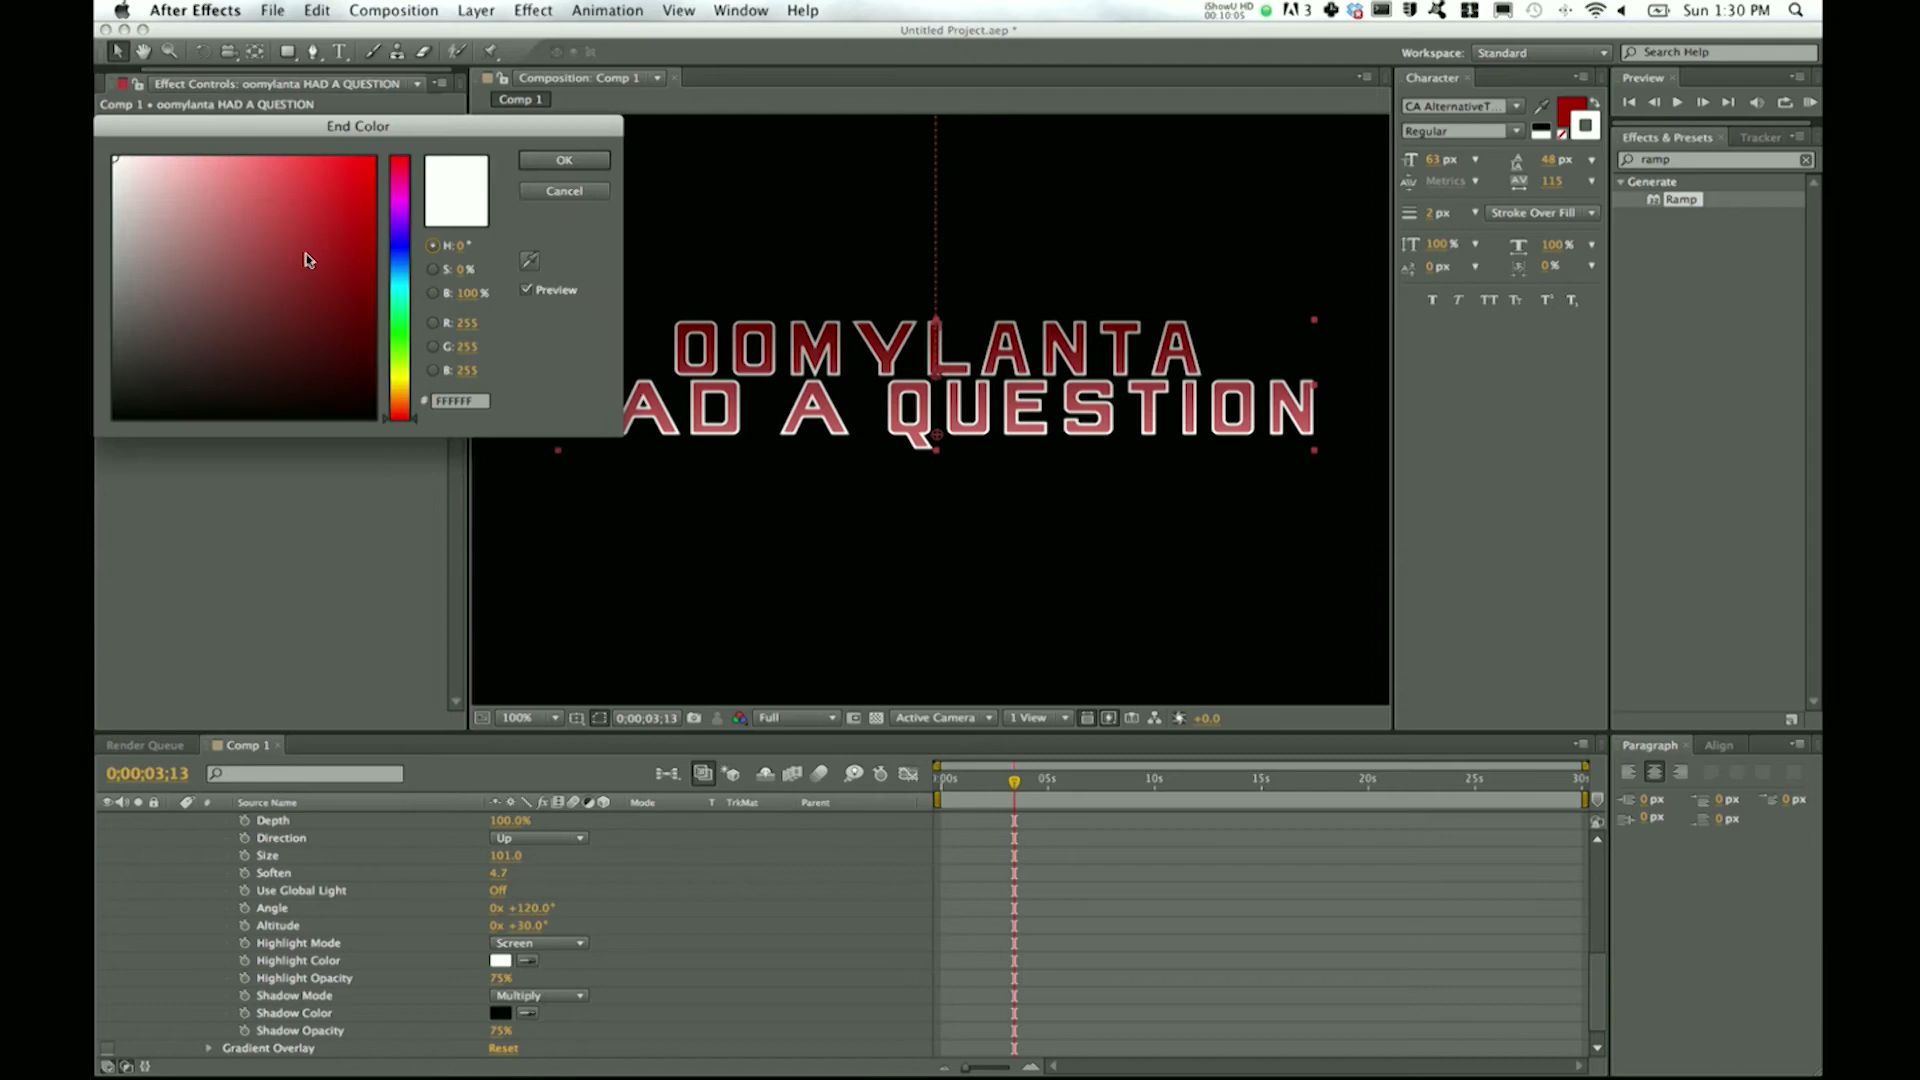 After Effects File Edit Composition Layer Effect Animation View Window Help
iShowU HD
00:10:05
3
Sun 1:30 PM
Untitled Project.aep *
T
Workspace: Standard
Search Help
Effect Controls: oomylanta HAD A QUESTION
Comp 1 • oomylanta HAD A QUESTION
Composition: Comp 1
Comp 1
Character
Preview
CA AlternativeT...
Regular
Effects & Presets
Tracker
ramp
63 px
48 px
Metrics
115
Generate
Ramp
2 px
Stroke Over Fill
100 %
100 %
0 px
0 %
End Color
OK
Cancel
H: 0 °
S: 0 %
B: 100 %
Preview
R: 255
G: 255
B: 255
# FFFFFF
OOMYLANTA
AD A QUESTION
100%
0;00;03;13
Full
Active Camera
1 View
+0.0
Render Queue
Comp 1
Paragraph
Align
0;00;03;13
:00s 05s 10s 15s 20s 25s 30s
# Source Name
fx
Mode T TrkMat Parent
0 px
0 px
0 px
0 px
0 px
Depth 100.0%
Direction Up
Size 101.0
Soften 4.7
Use Global Light Off
Angle 0x +120.0°
Altitude 0x +30.0°
Highlight Mode Screen
Highlight Color
Highlight Opacity 75%
Shadow Mode Multiply
Shadow Color
Shadow Opacity 75%
Gradient Overlay Reset